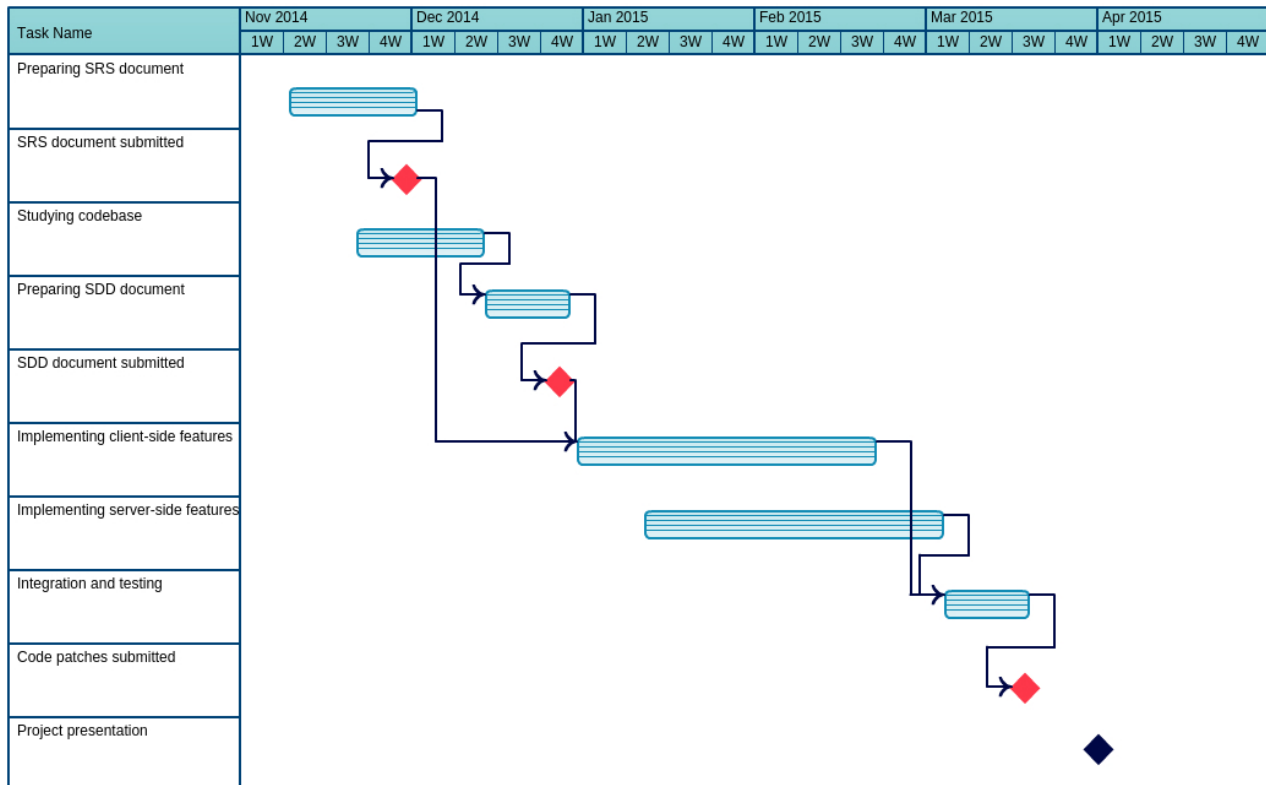 Task Name
Nov 2014 Dec 2014 Jan 2015 Feb 2015 Mar 2015 Apr 2015
1W 2W 3W 4W 1W 2W 3W 4W 1W 2W 3W 4W 1W 2W 3W 4W 1W 2W 3W 4W 1W 2W 3W 4W
Preparing SRS document
SRS document submitted
Studying codebase
Preparing SDD document
SDD document submitted
Implementing client-side features
Implementing server-side features
Integration and testing
Code patches submitted
Project presentation